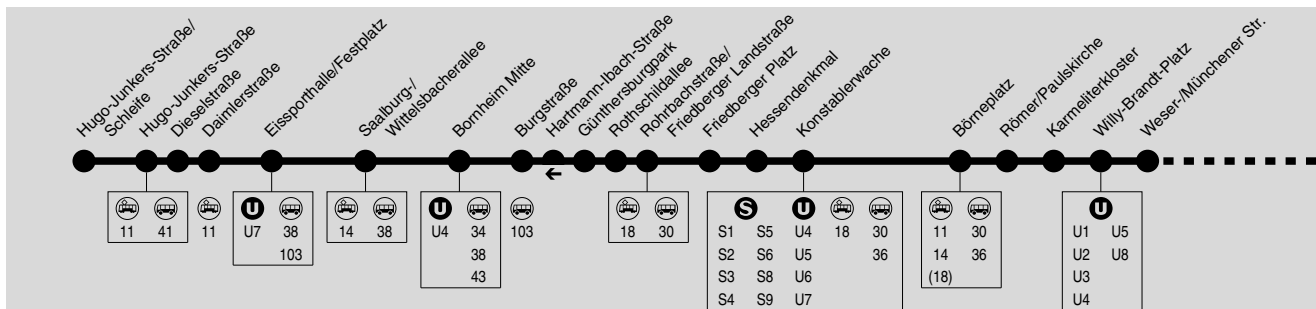 Hugo-Junkers-Straße/
Schleife
Hugo-Junkers-Straße
Dieselstraße
Daimlerstraße
Eissporthalle/Festplatz
Saalburg-/
Wittelsbacherallee
Bornheim Mitte
Burgstraße
Hartmann-Ibach-Straße
Günthersburgpark
Rothschildallee
Rohrbachstraße/
Friedberger Landstraße
Friedberger Platz
Hessendenkmal
Konstablerwache
Börneplatz
Römer/Paulskirche
Karmeliterkloster
Willy-Brandt-Platz
Weser-/Münchener Str.
11 41
11
U
U7 38
103
14 38
U
U4 34
38
43
103
18 30
S U
S1 S5 U4 18 30
S2 S6 U5 36
S3 S8 U6
S4 S9 U7
11 30
14 36
(18)
U
U1 U5
U2 U8
U3
U4